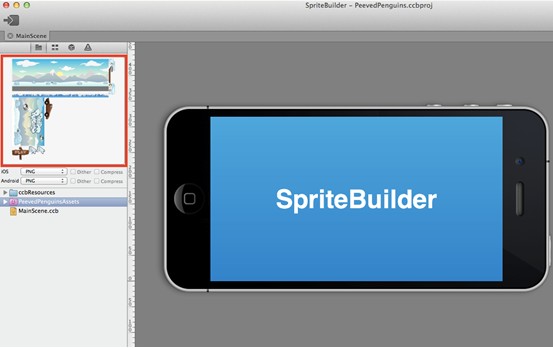 SpriteBuilder – PeevedPenguins.ccbproj
MainScene
iOS PNG Dither Compress
Android PNG Dither Compress
ccbResources
PeevedPenguinsAssets
MainScene.ccb
SpriteBuilder